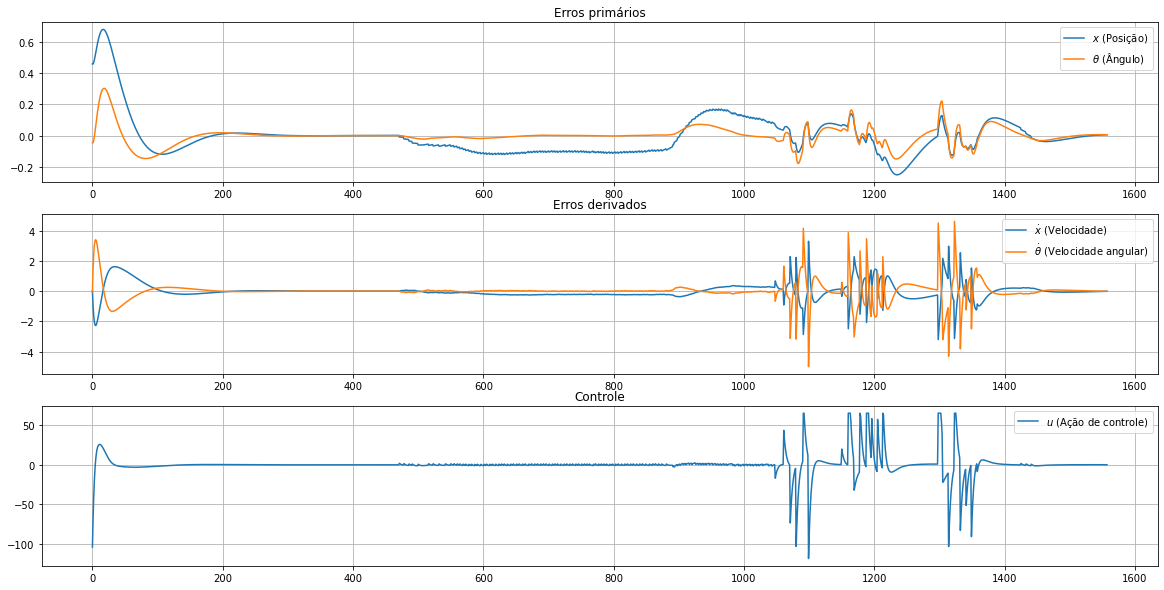 Erros primários
0.6
0.4
0.2
0.0
−0.2
x (Posição)
θ (Ângulo)
0 200 400 600 800 1000 1200 1400 1600
Erros derivados
4
2
0
−2
−4
ẋ (Velocidade)
θ̇ (Velocidade angular)
0 200 400 600 800 1000 1200 1400 1600
Controle
50
0
−50
−100
u (Ação de controle)
0 200 400 600 800 1000 1200 1400 1600